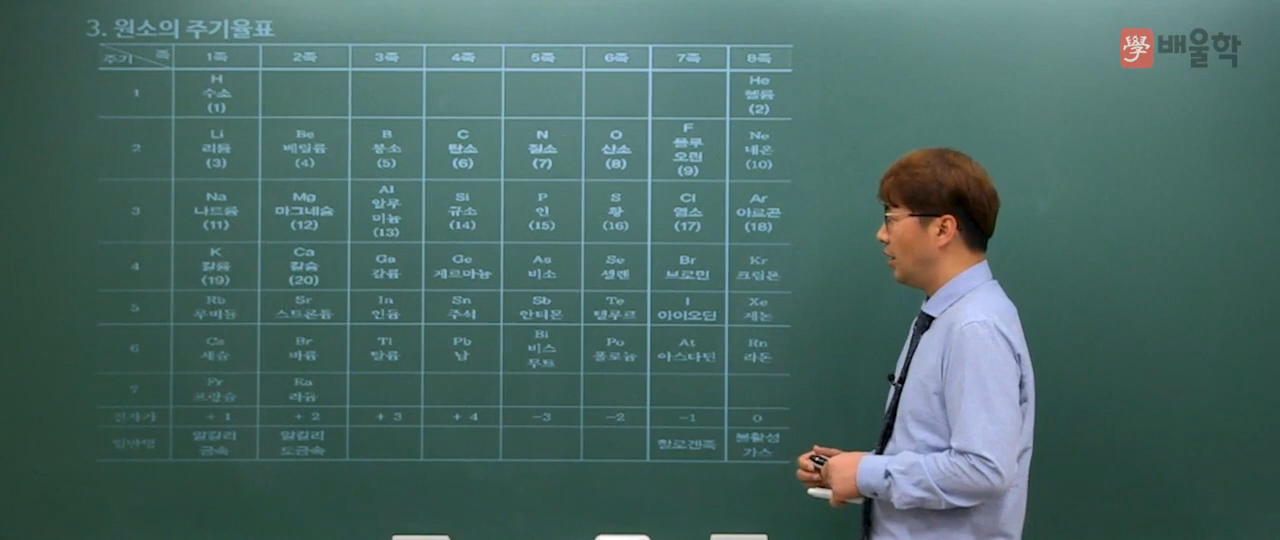 3. 원소의 주기율표
學 배울학
주기 족 1족 2족 3족 4족 5족 6족 7족 8족
1 H 수소 (1) He 헬륨 (2)
2 Li 리튬 (3) Be 베릴륨 (4) B 붕소 (5) C 탄소 (6) N 질소 (7) O 산소 (8) F 플루오린 (9) Ne 네온 (10)
3 Na 나트륨 (11) Mg 마그네슘 (12) Al 알루미늄 (13) Si 규소 (14) P 인 (15) S 황 (16) Cl 염소 (17) Ar 아르곤 (18)
4 K 칼륨 (19) Ca 칼슘 (20) Ga 갈륨 Ge 게르마늄 As 비소 Se 셀렌 Br 브로민 Kr 크립톤
5 Rb 루비듐 Sr 스트론튬 In 인듐 Sn 주석 Sb 안티몬 Te 텔루르 I 아이오딘 Xe 제논
6 Cs 세슘 Br 바륨 Tl 탈륨 Pb 납 Bi 비스무트 Po 폴로늄 At 아스타틴 Rn 라돈
7 Fr 프랑슘 Ra 라듐
전자가 + 1 + 2 + 3 + 4 -3 -2 -1 0
일반명 알칼리 금속 알칼리 토금속 할로겐족 불활성 가스